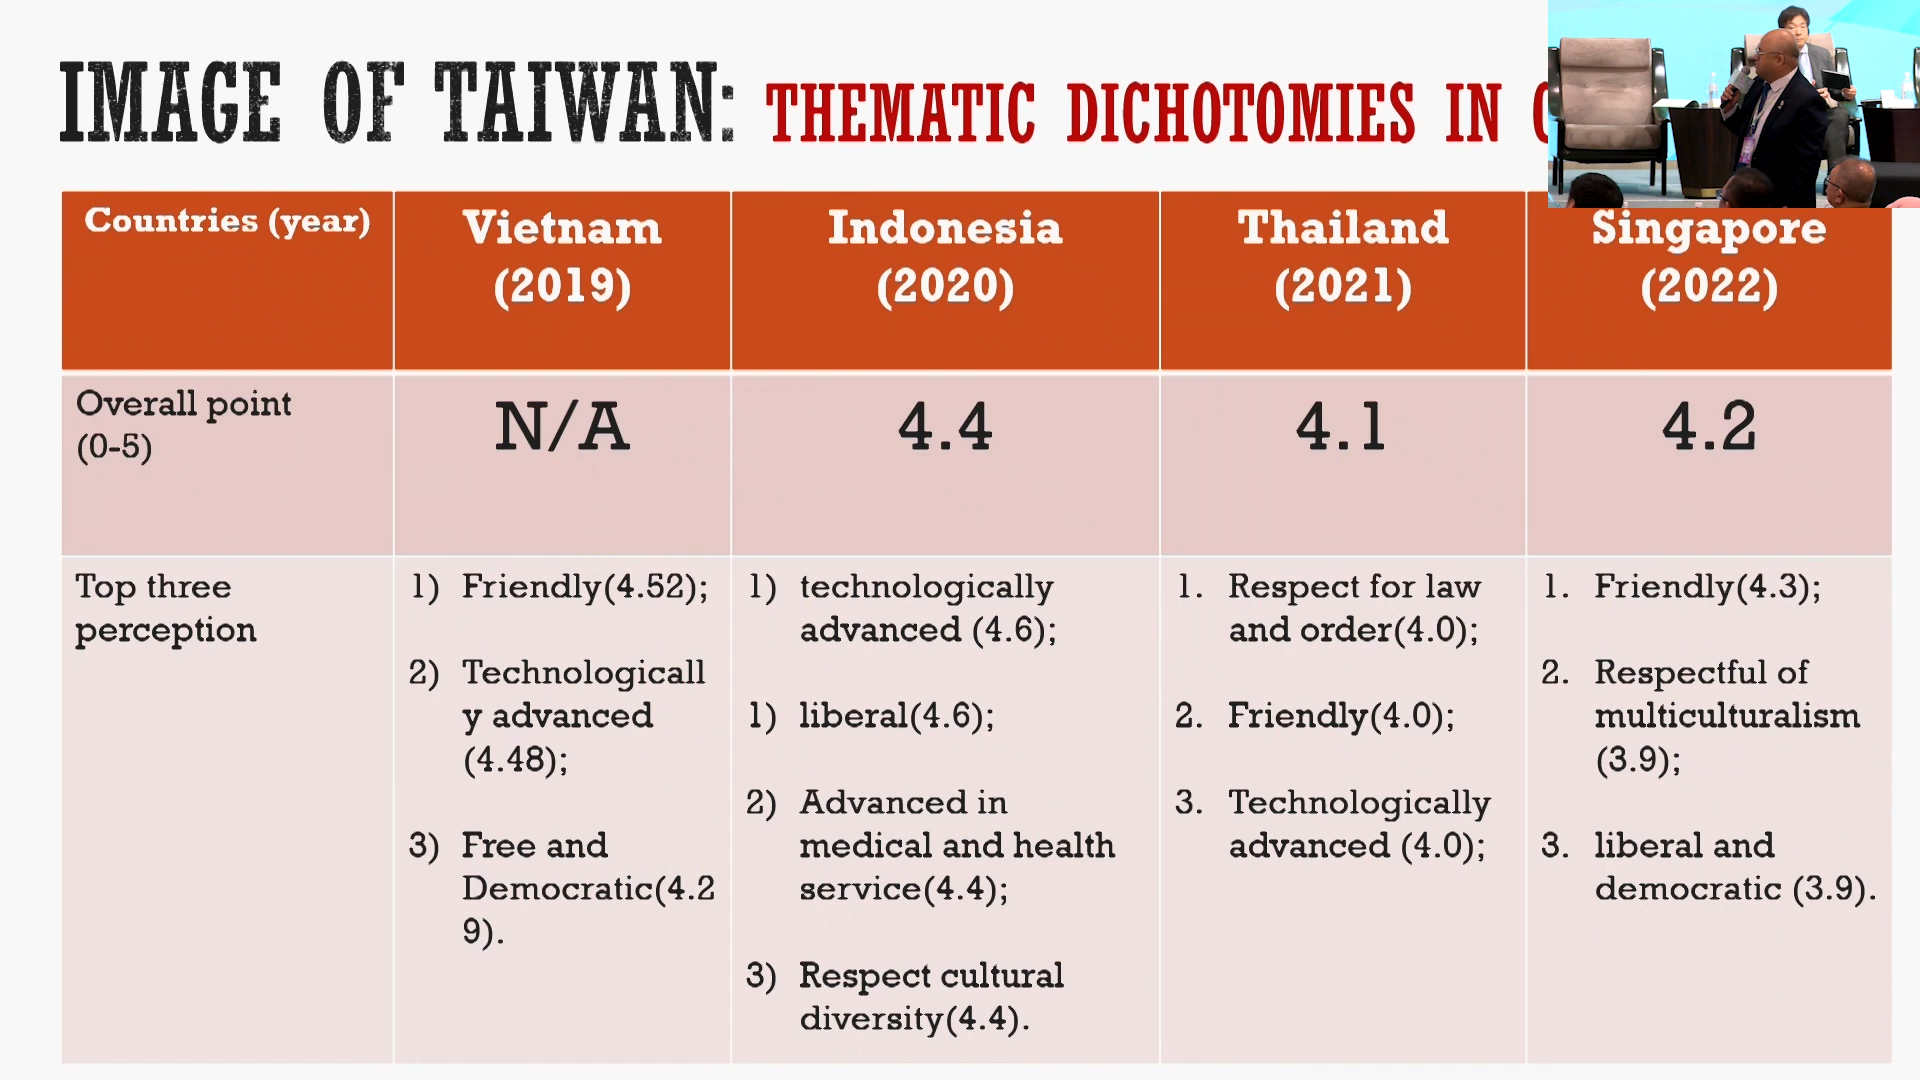 IMAGE OF TAIWAN: THEMATIC DICHOTOMIES IN
Countries (year)
Vietnam
(2019)
Indonesia
(2020)
Thailand
(2021)
Singapore
(2022)
Overall point
(0-5)
N/A
4.4
4.1
4.2
Top three
perception
1) Friendly(4.52);
2) Technologicall
y advanced
(4.48);
3) Free and
Democratic(4.2
9).
1) technologically
advanced (4.6);
1) liberal(4.6);
2) Advanced in
medical and health
service(4.4);
3) Respect cultural
diversity(4.4).
1. Respect for law
and order(4.0);
2. Friendly(4.0);
3. Technologically
advanced (4.0);
1. Friendly(4.3);
2. Respectful of
multiculturalism
(3.9);
3. liberal and
democratic (3.9).